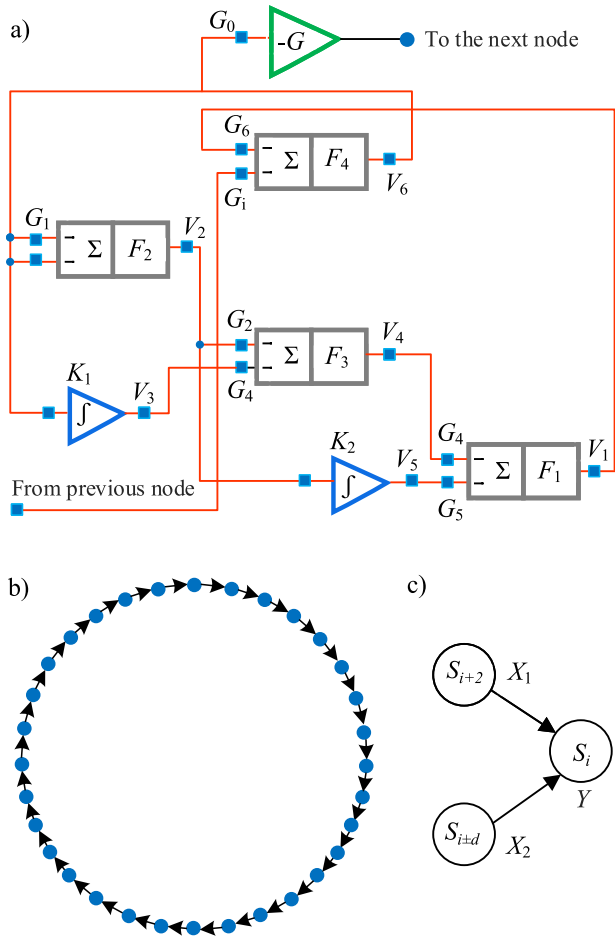 a)
G0
-G
To the next node
G6
Σ
F4
V6
Gi
G1
Σ
F2
V2
G2
Σ
F3
V4
G4
K1
∫
V3
K2
∫
V5
G4
Σ
F1
V1
G5
From previous node
b)
c)
Si+2
X1
Si
Y
Si±d
X2